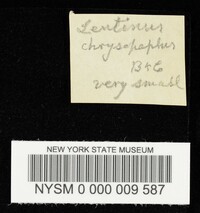 Lentinus
chrysopeplus
B+C
very small
NEW YORK STATE MUSEUM
NYSM 0 000 009 587